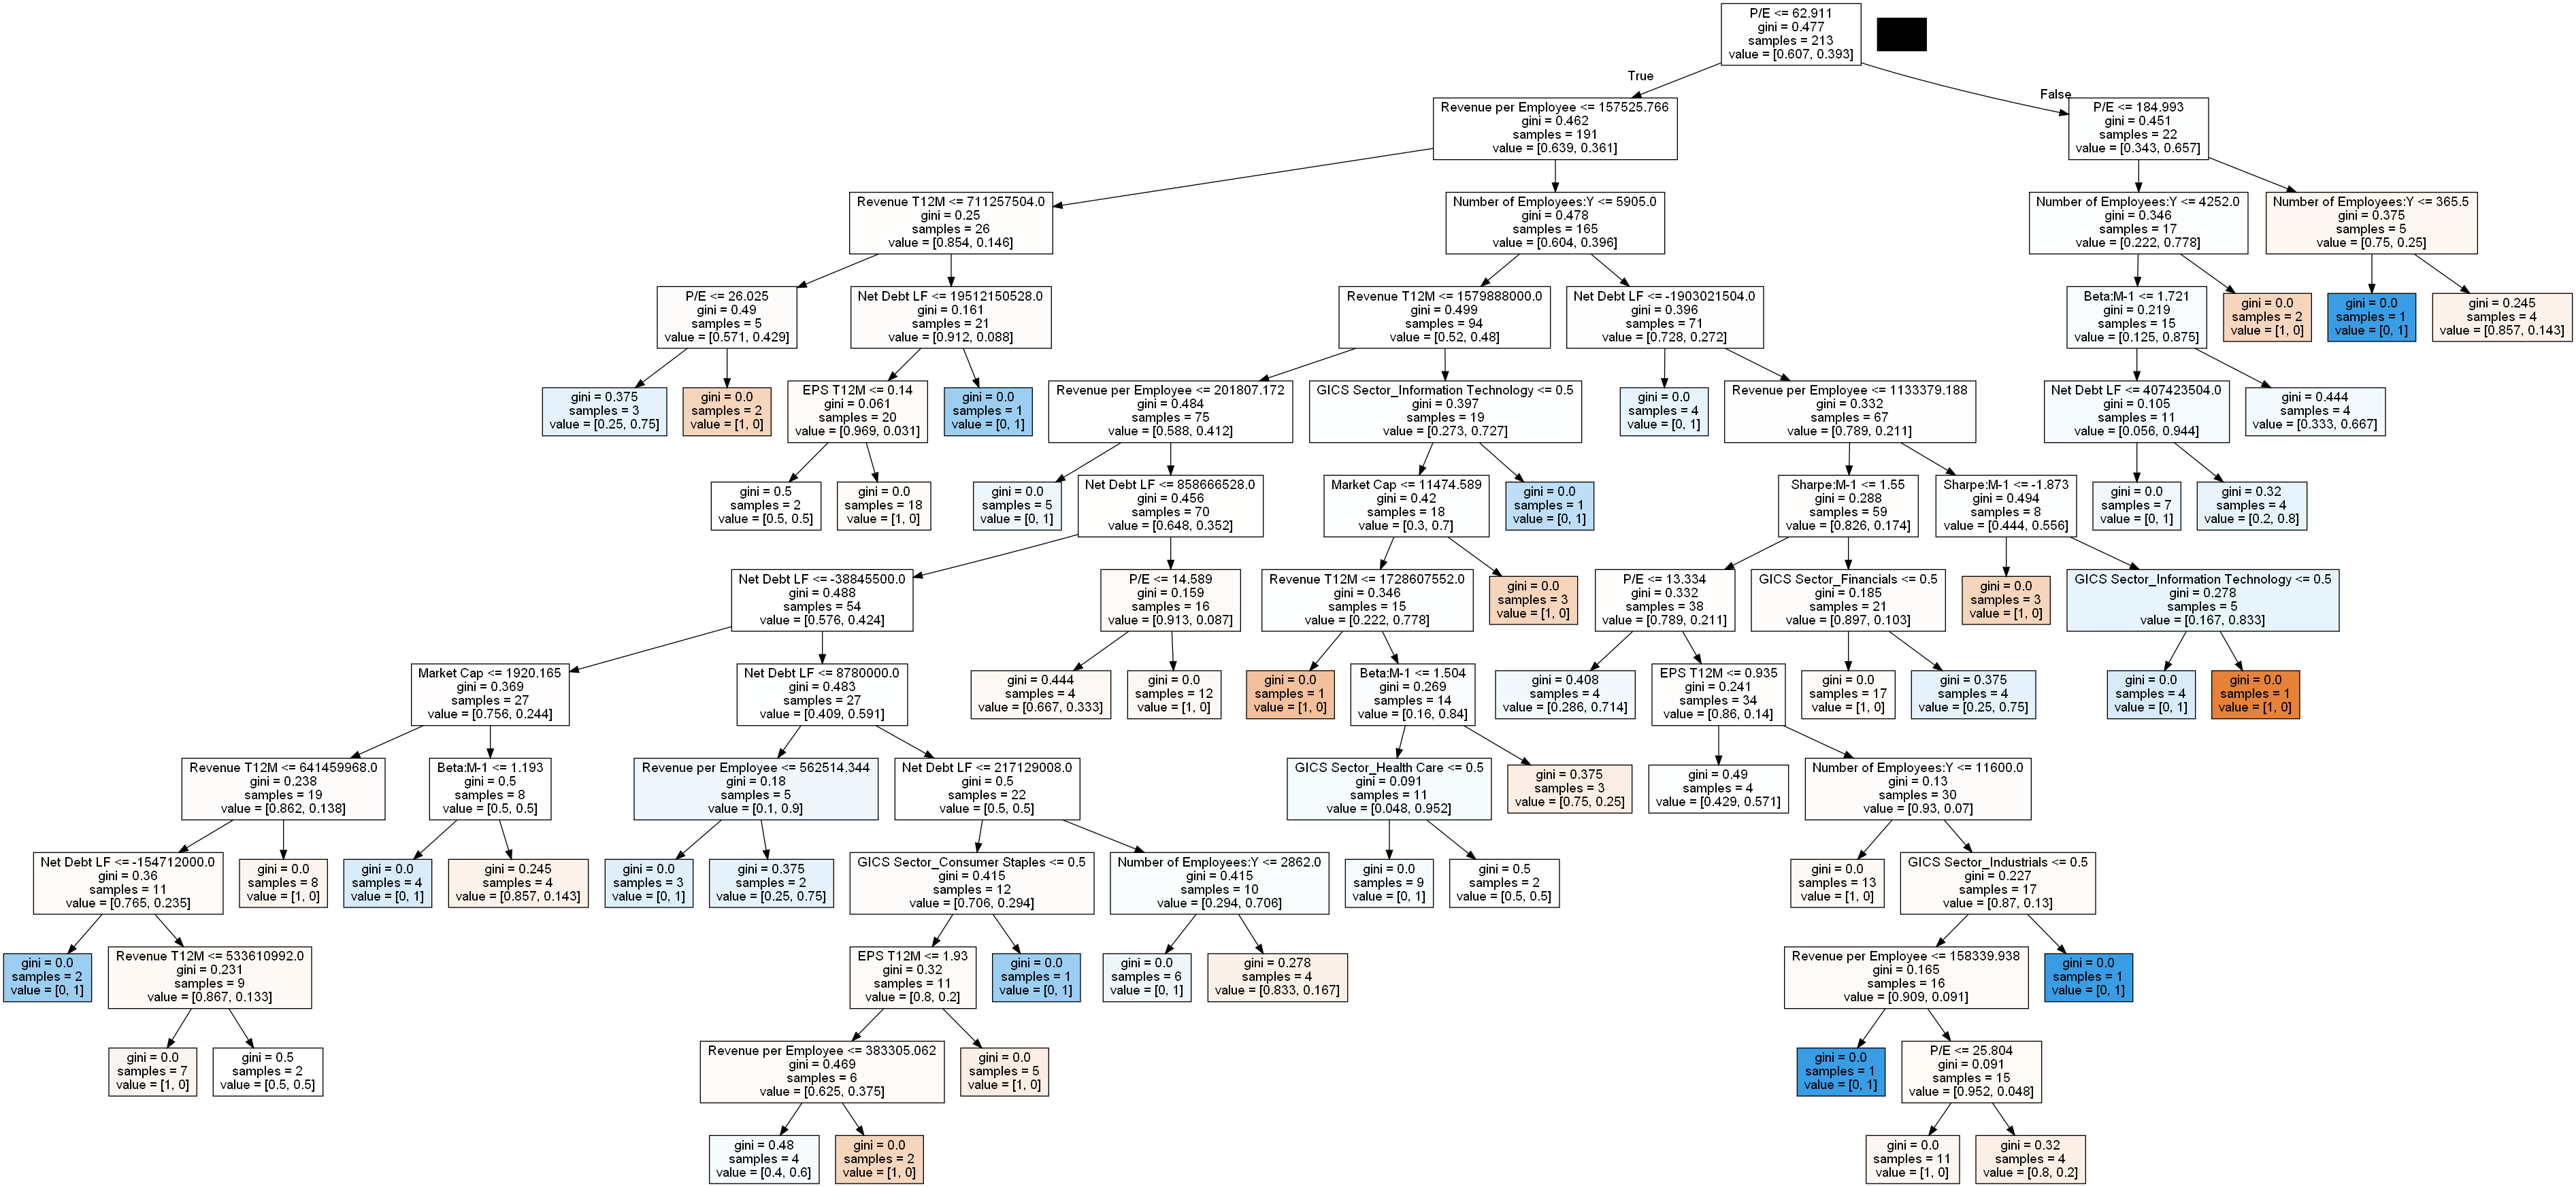 P/E <= 62.911
gini = 0.477
samples = 213
value = [0.607, 0.393]
True
False
Revenue per Employee <= 157525.766
gini = 0.462
samples = 191
value = [0.639, 0.361]
P/E <= 184.993
gini = 0.451
samples = 22
value = [0.343, 0.657]
Revenue T12M <= 711257504.0
gini = 0.25
samples = 26
value = [0.854, 0.146]
Number of Employees:Y <= 5905.0
gini = 0.478
samples = 165
value = [0.604, 0.396]
Number of Employees:Y <= 4252.0
gini = 0.346
samples = 17
value = [0.222, 0.778]
Number of Employees:Y <= 365.5
gini = 0.375
samples = 5
value = [0.75, 0.25]
P/E <= 26.025
gini = 0.49
samples = 5
value = [0.571, 0.429]
Net Debt LF <= 19512150528.0
gini = 0.161
samples = 21
value = [0.912, 0.088]
Revenue T12M <= 1579888000.0
gini = 0.499
samples = 94
value = [0.52, 0.48]
Net Debt LF <= -1903021504.0
gini = 0.396
samples = 71
value = [0.728, 0.272]
Beta:M-1 <= 1.721
gini = 0.219
samples = 15
value = [0.125, 0.875]
gini = 0.0
samples = 2
value = [1, 0]
gini = 0.0
samples = 1
value = [0, 1]
gini = 0.245
samples = 4
value = [0.857, 0.143]
gini = 0.375
samples = 3
value = [0.25, 0.75]
gini = 0.0
samples = 2
value = [1, 0]
EPS T12M <= 0.14
gini = 0.061
samples = 20
value = [0.969, 0.031]
gini = 0.0
samples = 1
value = [0, 1]
Revenue per Employee <= 201807.172
gini = 0.484
samples = 75
value = [0.588, 0.412]
GICS Sector_Information Technology <= 0.5
gini = 0.397
samples = 19
value = [0.273, 0.727]
gini = 0.0
samples = 4
value = [0, 1]
Revenue per Employee <= 1133379.188
gini = 0.332
samples = 67
value = [0.789, 0.211]
Net Debt LF <= 407423504.0
gini = 0.105
samples = 11
value = [0.056, 0.944]
gini = 0.444
samples = 4
value = [0.333, 0.667]
gini = 0.5
samples = 2
value = [0.5, 0.5]
gini = 0.0
samples = 18
value = [1, 0]
gini = 0.0
samples = 5
value = [0, 1]
Net Debt LF <= 858666528.0
gini = 0.456
samples = 70
value = [0.648, 0.352]
Market Cap <= 11474.589
gini = 0.42
samples = 18
value = [0.3, 0.7]
gini = 0.0
samples = 1
value = [0, 1]
Sharpe:M-1 <= 1.55
gini = 0.288
samples = 59
value = [0.826, 0.174]
Sharpe:M-1 <= -1.873
gini = 0.494
samples = 8
value = [0.444, 0.556]
gini = 0.0
samples = 7
value = [0, 1]
gini = 0.32
samples = 4
value = [0.2, 0.8]
Net Debt LF <= -38845500.0
gini = 0.488
samples = 54
value = [0.576, 0.424]
P/E <= 14.589
gini = 0.159
samples = 16
value = [0.913, 0.087]
Revenue T12M <= 1728607552.0
gini = 0.346
samples = 15
value = [0.222, 0.778]
gini = 0.0
samples = 3
value = [1, 0]
P/E <= 13.334
gini = 0.332
samples = 38
value = [0.789, 0.211]
GICS Sector_Financials <= 0.5
gini = 0.185
samples = 21
value = [0.897, 0.103]
gini = 0.0
samples = 3
value = [1, 0]
GICS Sector_Information Technology <= 0.5
gini = 0.278
samples = 5
value = [0.167, 0.833]
Market Cap <= 1920.165
gini = 0.369
samples = 27
value = [0.756, 0.244]
Net Debt LF <= 8780000.0
gini = 0.483
samples = 27
value = [0.409, 0.591]
gini = 0.444
samples = 4
value = [0.667, 0.333]
gini = 0.0
samples = 12
value = [1, 0]
gini = 0.0
samples = 1
value = [1, 0]
Beta:M-1 <= 1.504
gini = 0.269
samples = 14
value = [0.16, 0.84]
gini = 0.408
samples = 4
value = [0.286, 0.714]
EPS T12M <= 0.935
gini = 0.241
samples = 34
value = [0.86, 0.14]
gini = 0.0
samples = 17
value = [1, 0]
gini = 0.375
samples = 4
value = [0.25, 0.75]
gini = 0.0
samples = 4
value = [0, 1]
gini = 0.0
samples = 1
value = [1, 0]
Revenue T12M <= 641459968.0
gini = 0.238
samples = 19
value = [0.862, 0.138]
Beta:M-1 <= 1.193
gini = 0.5
samples = 8
value = [0.5, 0.5]
Revenue per Employee <= 562514.344
gini = 0.18
samples = 5
value = [0.1, 0.9]
Net Debt LF <= 217129008.0
gini = 0.5
samples = 22
value = [0.5, 0.5]
GICS Sector_Health Care <= 0.5
gini = 0.091
samples = 11
value = [0.048, 0.952]
gini = 0.375
samples = 3
value = [0.75, 0.25]
gini = 0.49
samples = 4
value = [0.429, 0.571]
Number of Employees:Y <= 11600.0
gini = 0.13
samples = 30
value = [0.93, 0.07]
Net Debt LF <= -154712000.0
gini = 0.36
samples = 11
value = [0.765, 0.235]
gini = 0.0
samples = 8
value = [1, 0]
gini = 0.0
samples = 4
value = [0, 1]
gini = 0.245
samples = 4
value = [0.857, 0.143]
gini = 0.0
samples = 3
value = [0, 1]
gini = 0.375
samples = 2
value = [0.25, 0.75]
GICS Sector_Consumer Staples <= 0.5
gini = 0.415
samples = 12
value = [0.706, 0.294]
Number of Employees:Y <= 2862.0
gini = 0.415
samples = 10
value = [0.294, 0.706]
gini = 0.0
samples = 9
value = [0, 1]
gini = 0.5
samples = 2
value = [0.5, 0.5]
gini = 0.0
samples = 13
value = [1, 0]
GICS Sector_Industrials <= 0.5
gini = 0.227
samples = 17
value = [0.87, 0.13]
gini = 0.0
samples = 2
value = [0, 1]
Revenue T12M <= 533610992.0
gini = 0.231
samples = 9
value = [0.867, 0.133]
EPS T12M <= 1.93
gini = 0.32
samples = 11
value = [0.8, 0.2]
gini = 0.0
samples = 1
value = [0, 1]
gini = 0.0
samples = 6
value = [0, 1]
gini = 0.278
samples = 4
value = [0.833, 0.167]
Revenue per Employee <= 158339.938
gini = 0.165
samples = 16
value = [0.909, 0.091]
gini = 0.0
samples = 1
value = [0, 1]
gini = 0.0
samples = 7
value = [1, 0]
gini = 0.5
samples = 2
value = [0.5, 0.5]
Revenue per Employee <= 383305.062
gini = 0.469
samples = 6
value = [0.625, 0.375]
gini = 0.0
samples = 5
value = [1, 0]
gini = 0.0
samples = 1
value = [0, 1]
P/E <= 25.804
gini = 0.091
samples = 15
value = [0.952, 0.048]
gini = 0.48
samples = 4
value = [0.4, 0.6]
gini = 0.0
samples = 2
value = [1, 0]
gini = 0.0
samples = 11
value = [1, 0]
gini = 0.32
samples = 4
value = [0.8, 0.2]